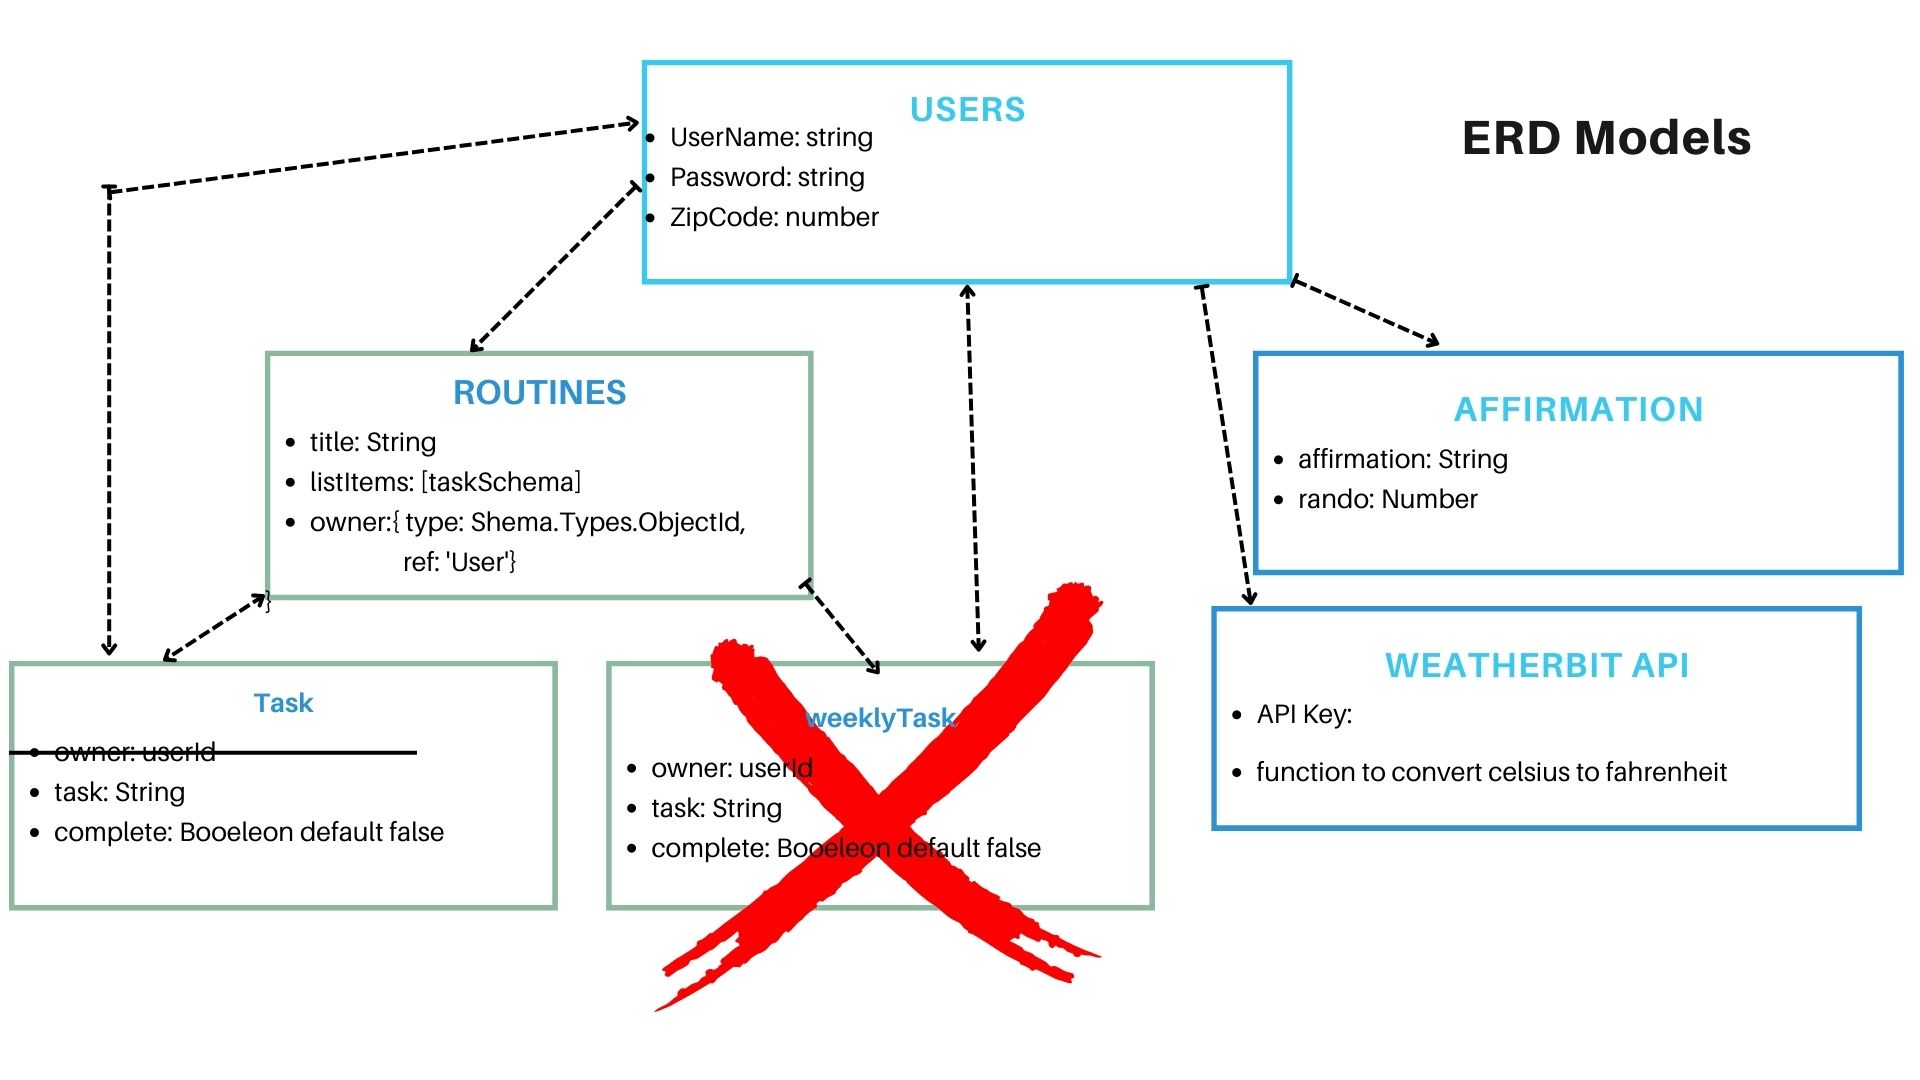 USERS
UserName: string
Password: string
ZipCode: number
ERD Models
ROUTINES
title: String
listItems: [taskSchema]
owner:{ type: Shema.Types.ObjectId,
ref: 'User'}
}
AFFIRMATION
affirmation: String
rando: Number
Task
owner: userId
task: String
complete: Booeleon default false
weeklyTask
owner: userId
task: String
complete: Booeleon default false
WEATHERBIT API
API Key:
function to convert celsius to fahrenheit